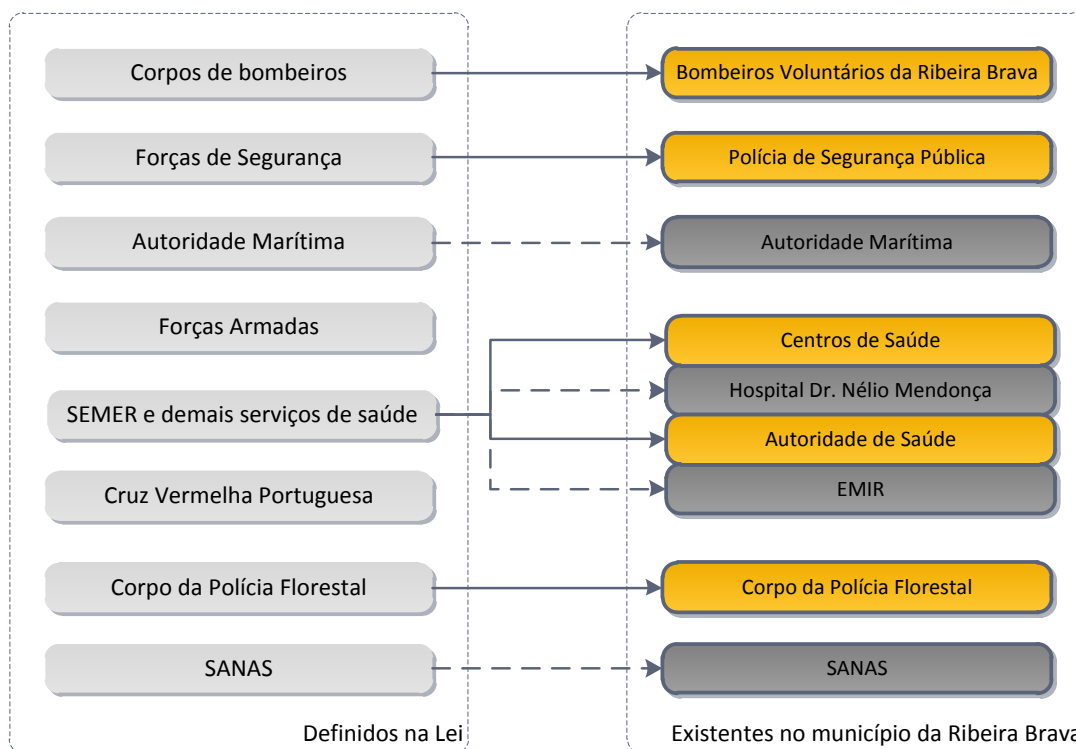 Corpos de bombeiros
Bombeiros Voluntários da Ribeira Brava
Forças de Segurança
Polícia de Segurança Pública
Autoridade Marítima
Autoridade Marítima
Forças Armadas
Centros de Saúde
Hospital Dr. Nélio Mendonça
SEMER e demais serviços de saúde
Autoridade de Saúde
Cruz Vermelha Portuguesa
EMIR
Corpo da Polícia Florestal
Corpo da Polícia Florestal
SANAS
SANAS
Definidos na Lei
Existentes no município da Ribeira Brava